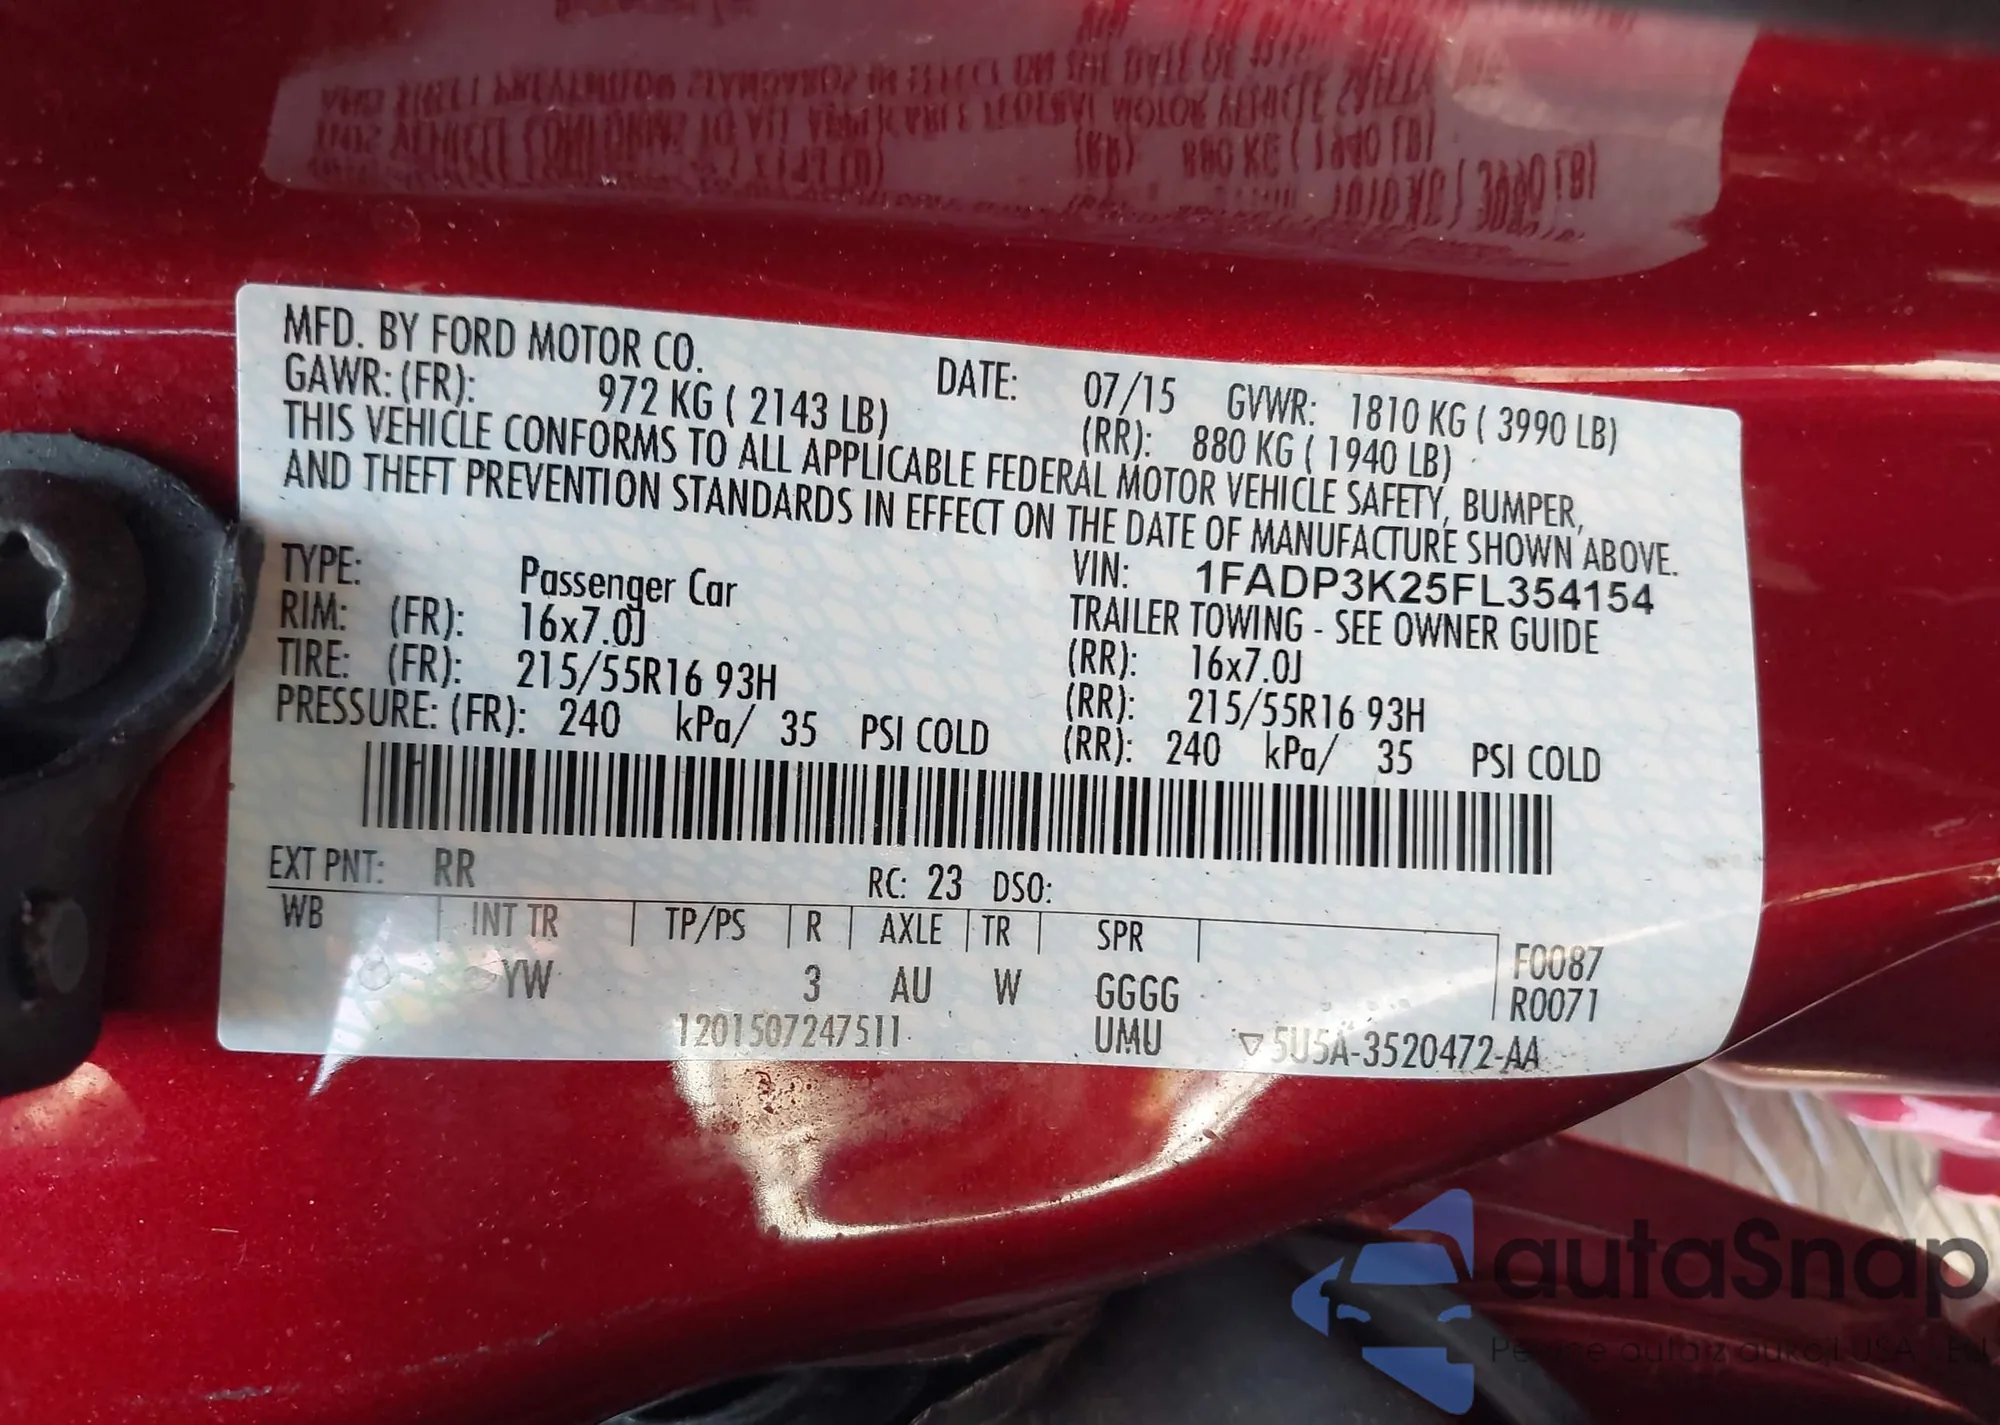 MFD. BY FORD MOTOR CO. DATE: 07/15 GVWR: 1810 KG ( 3990 LB)
GAWR: (FR): 972 KG ( 2143 LB) (RR): 880 KG ( 1940 LB)
THIS VEHICLE CONFORMS TO ALL APPLICABLE FEDERAL MOTOR VEHICLE SAFETY, BUMPER,
AND THEFT PREVENTION STANDARDS IN EFFECT ON THE DATE OF MANUFACTURE SHOWN ABOVE.
VIN: 1FADP3K25FL354154
TYPE: Passenger Car TRAILER TOWING - SEE OWNER GUIDE
RIM: (FR): 16x7.0J (RR): 16x7.0J
TIRE: (FR): 215/55R16 93H (RR): 215/55R16 93H
PRESSURE: (FR): 240 kPa/ 35 PSI COLD (RR): 240 kPa/ 35 PSI COLD
EXT PNT: RR RC: 23 DSO:
WB INT TR TP/PS R AXLE TR SPR F0087
YW 3 AU W GGGG R0071
1201507247511 UMU ▽5U5A-3520472-AA
autaSnap